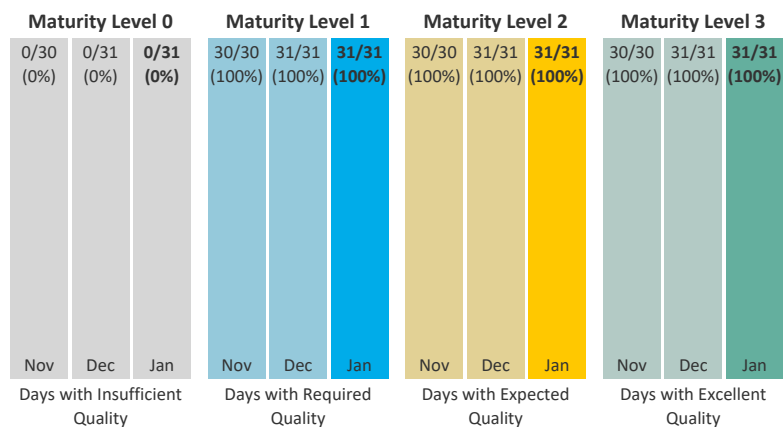 Maturity Level 0
0/30 0/31 0/31
(0%) (0%) (0%)
Nov Dec Jan
Days with Insufficient
Quality
Maturity Level 1
30/30 31/31 31/31
(100%) (100%) (100%)
Nov Dec Jan
Days with Required
Quality
Maturity Level 2
30/30 31/31 31/31
(100%) (100%) (100%)
Nov Dec Jan
Days with Expected
Quality
Maturity Level 3
30/30 31/31 31/31
(100%) (100%) (100%)
Nov Dec Jan
Days with Excellent
Quality